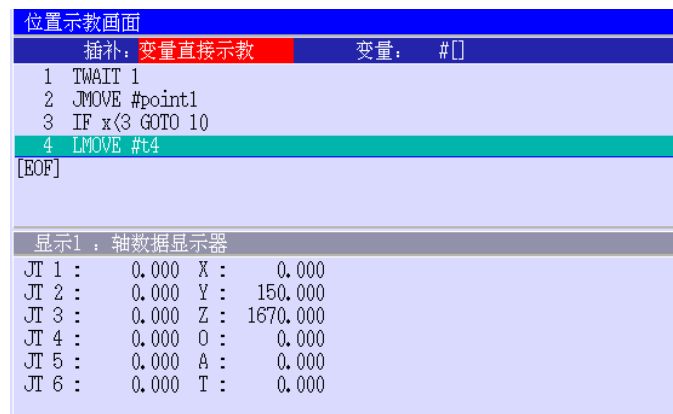 位置示教画面
插补：变量直接示教 变量： #[]
1 TWAIT 1
2 JMOVE #point1
3 IF x<3 GOTO 10
4 LMOVE #t4
[EOF]
显示1 ：轴数据显示器
JT 1 : 0.000 X : 0.000
JT 2 : 0.000 Y : 150.000
JT 3 : 0.000 Z : 1670.000
JT 4 : 0.000 O : 0.000
JT 5 : 0.000 A : 0.000
JT 6 : 0.000 T : 0.000